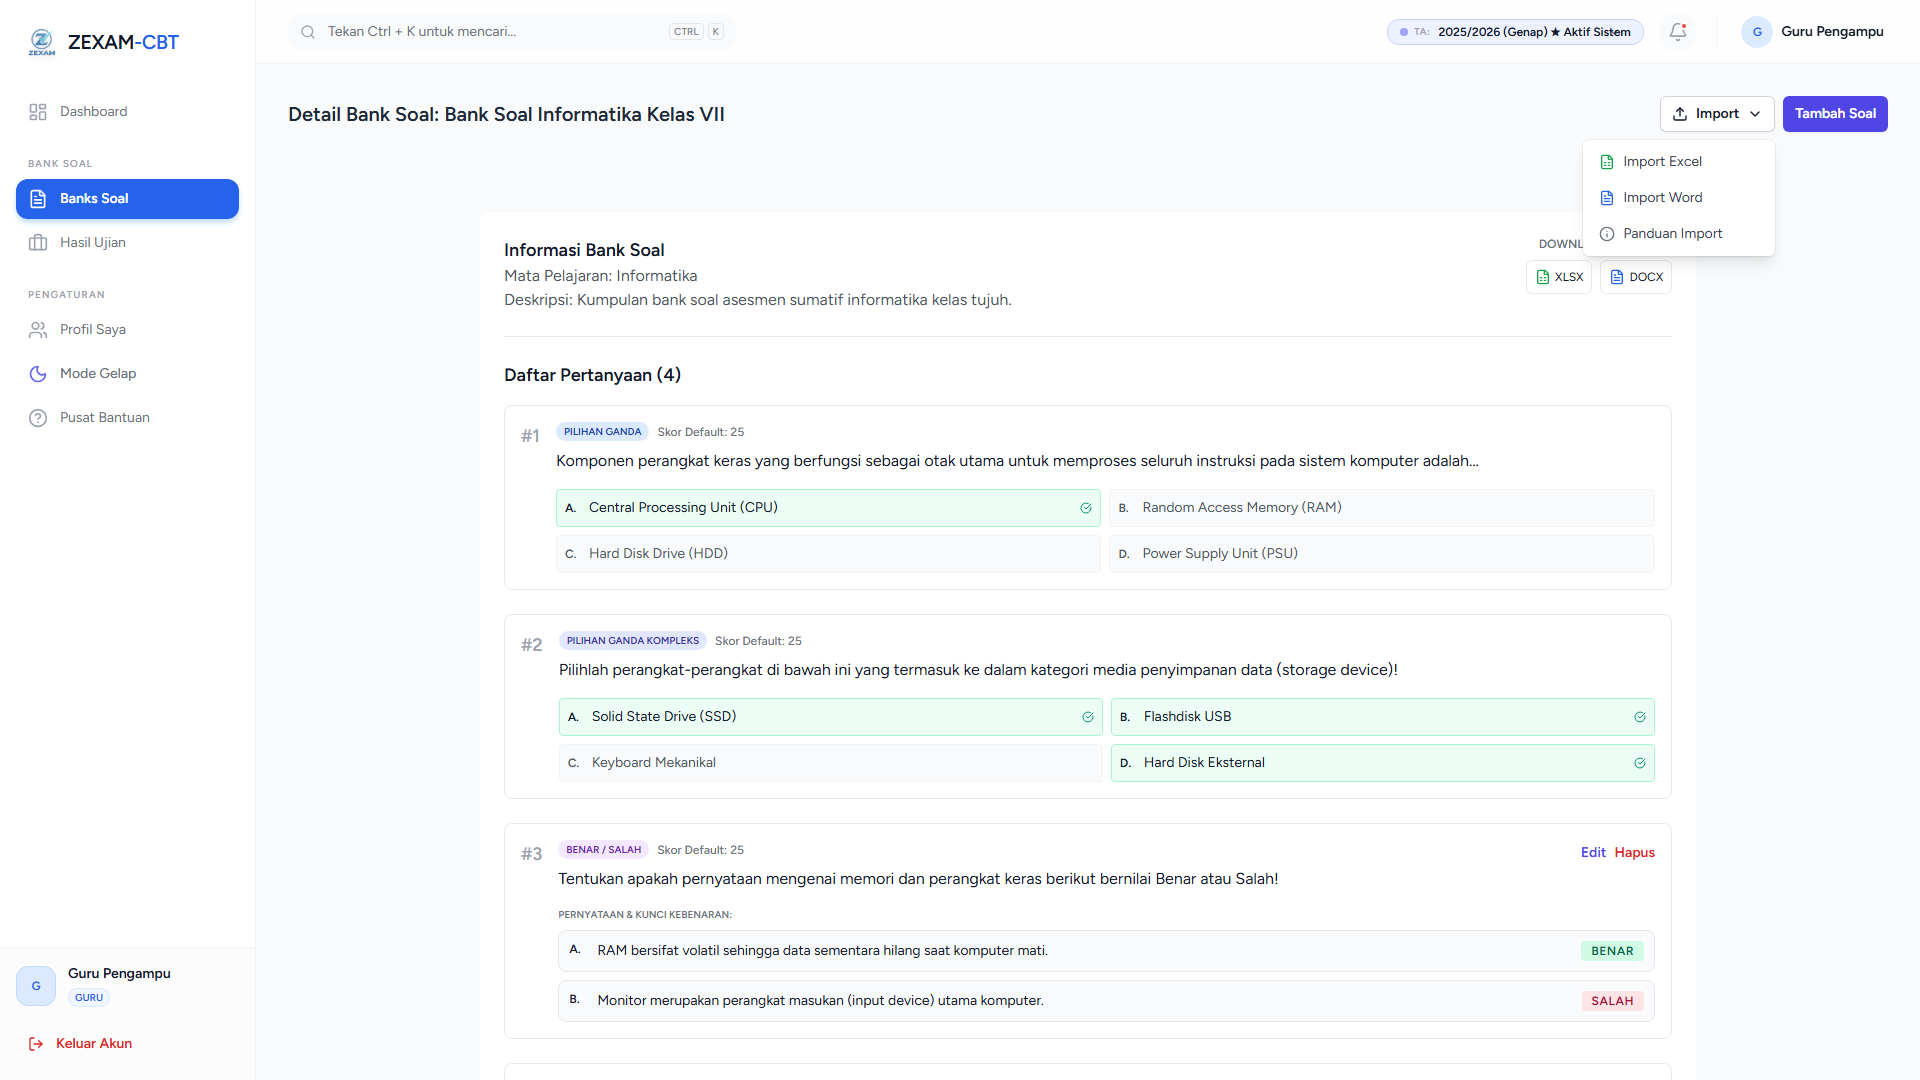 ZEXAM
ZEXAM-CBT
Tekan Ctrl + K untuk mencari...
CTRL K
TA: 2025/2026 (Genap) ★ Aktif Sistem
G Guru Pengampu
Dashboard
BANK SOAL
Banks Soal
Hasil Ujian
PENGATURAN
Profil Saya
Mode Gelap
Pusat Bantuan
Guru Pengampu
G
GURU
Keluar Akun
Detail Bank Soal: Bank Soal Informatika Kelas VII
Import
Tambah Soal
Import Excel
Import Word
Panduan Import
Informasi Bank Soal
Mata Pelajaran: Informatika
Deskripsi: Kumpulan bank soal asesmen sumatif informatika kelas tujuh.
XLSX DOCX
Daftar Pertanyaan (4)
#1 PILIHAN GANDA Skor Default: 25
Komponen perangkat keras yang berfungsi sebagai otak utama untuk memproses seluruh instruksi pada sistem komputer adalah...
A. Central Processing Unit (CPU)
B. Random Access Memory (RAM)
C. Hard Disk Drive (HDD)
D. Power Supply Unit (PSU)
#2 PILIHAN GANDA KOMPLEKS Skor Default: 25
Pilihlah perangkat-perangkat di bawah ini yang termasuk ke dalam kategori media penyimpanan data (storage device)!
A. Solid State Drive (SSD)
B. Flashdisk USB
C. Keyboard Mekanikal
D. Hard Disk Eksternal
#3 BENAR / SALAH Skor Default: 25
Edit Hapus
Tentukan apakah pernyataan mengenai memori dan perangkat keras berikut bernilai Benar atau Salah!
PERNYATAAN & KUNCI KEBENARAN:
A. RAM bersifat volatil sehingga data sementara hilang saat komputer mati. BENAR
B. Monitor merupakan perangkat masukan (input device) utama komputer. SALAH